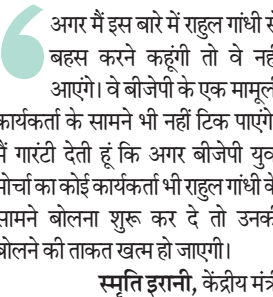 अगर मैं इस बारे में राहुल गांधी से
बहस करने कहूंगी तो वे नहीं
आएंगे। वे बीजेपी के एक मामूली
कार्यकर्ता के सामने भी नहीं टिक पाएंगे
मैं गारंटी देती हूं कि अगर बीजेपी युवा
मोर्चा का कोई कार्यकर्ता भी राहुल गांधी के
सामने बोलना शुरू कर दे तो उनकी
बोलने की ताकत खत्म हो जाएगी।
स्मृति इरानी, केंद्रीय मंत्री